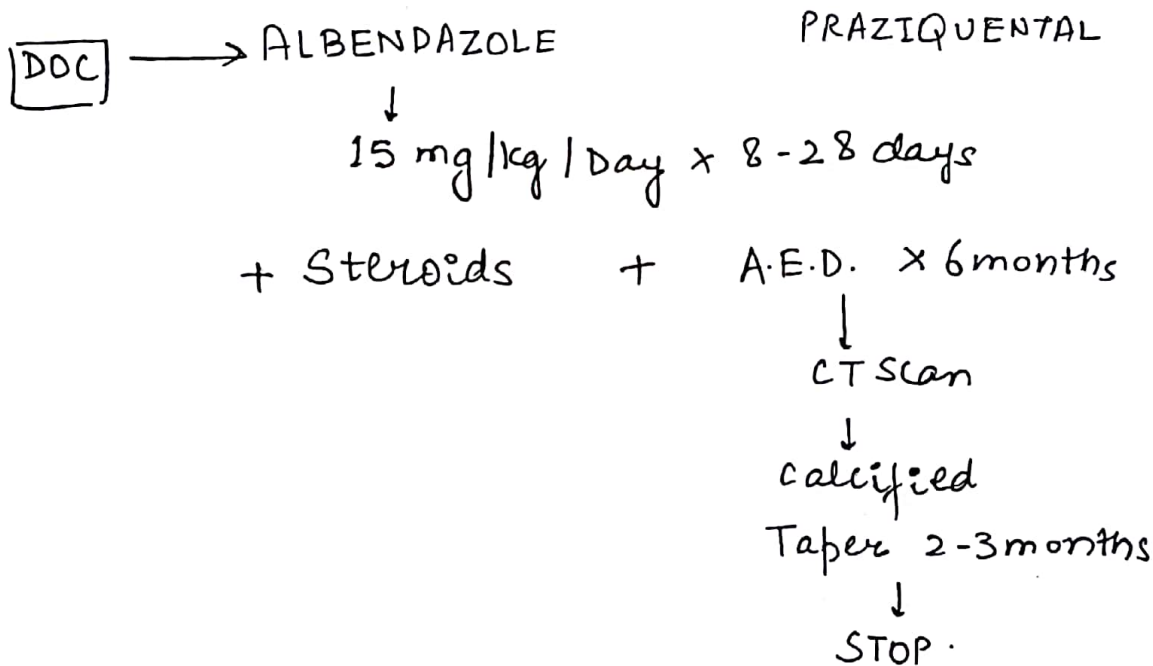 DOC → ALBENDAZOLE PRAZIQUENTAL
↓
15 mg/kg/Day × 8-28 days
+ Steroids + A.E.D. × 6 months
↓
CT Scan
↓
Calcified
Taper 2-3 months
↓
STOP.